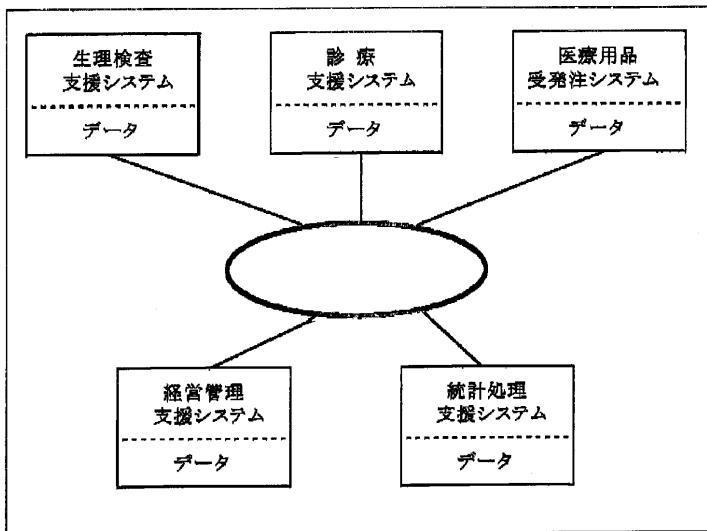 生理検査
支援システム
データ
診療
支援システム
データ
医療用品
受発注システム
データ
経営管理
支援システム
データ
統計処理
支援システム
データ